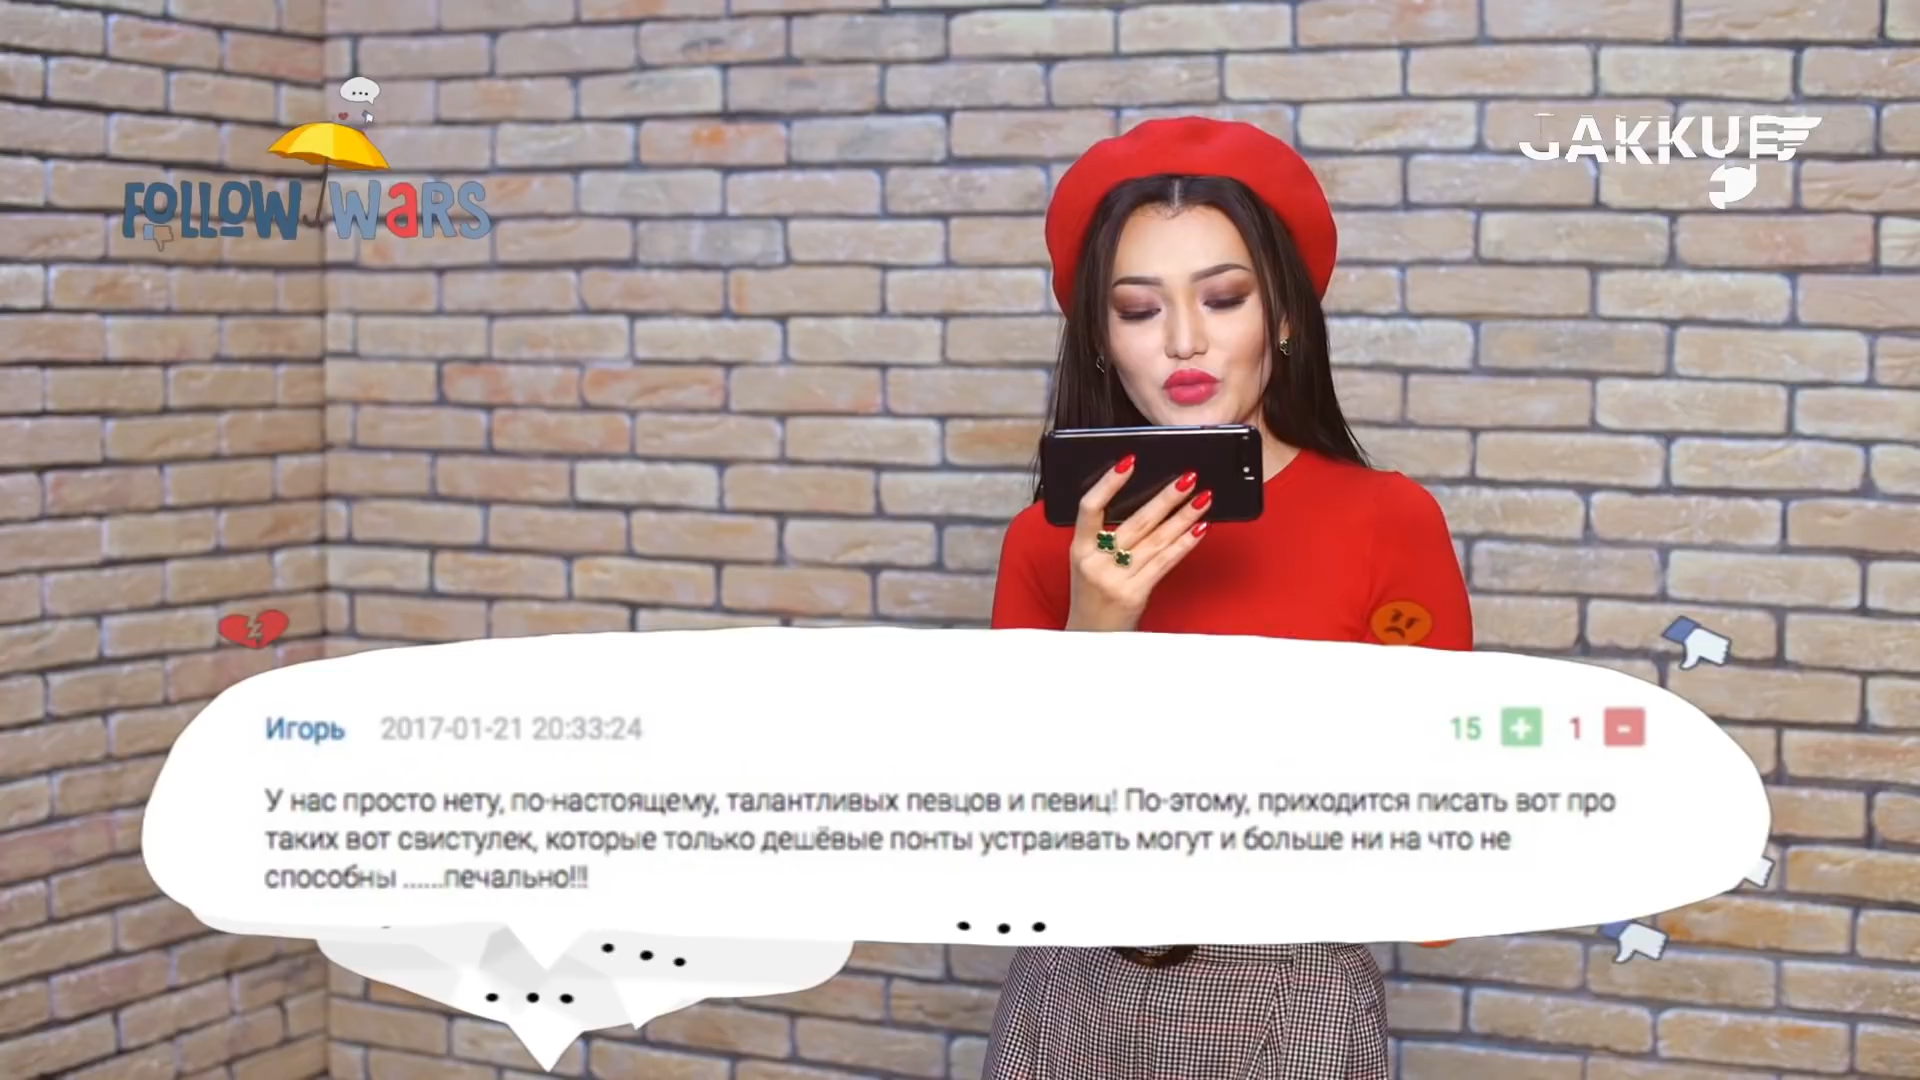 FOLLOW WARS
GAKKU
Игорь 2017-01-21 20:33:24 15 + 1 -
У нас просто нету, по-настоящему, талантливых певцов и певиц! По-этому, приходится писать вот про
таких вот свистулек, которые только дешёвые понты устраивать могут и больше ни на что не
способны ......печально!!!